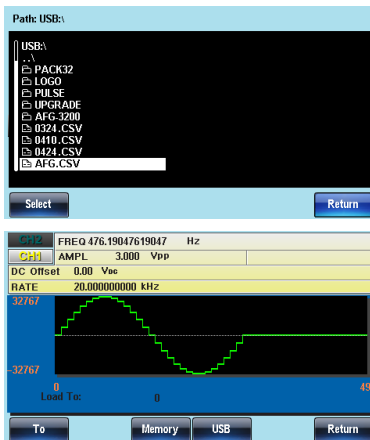 Path: USB:\
USB:\
..\
PACK32
LOGO
PULSE
UPGRADE
AFG-3200
0324.CSV
0410.CSV
0424.CSV
AFG.CSV
Select Return
CH2 FREQ 476.19047619047 Hz
CH1 AMPL 3.000 Vpp
DC Offset 0.00 VDC
RATE 20.000000000 kHz
32767
-32767
0 49
Load To: 0
To Memory USB Return